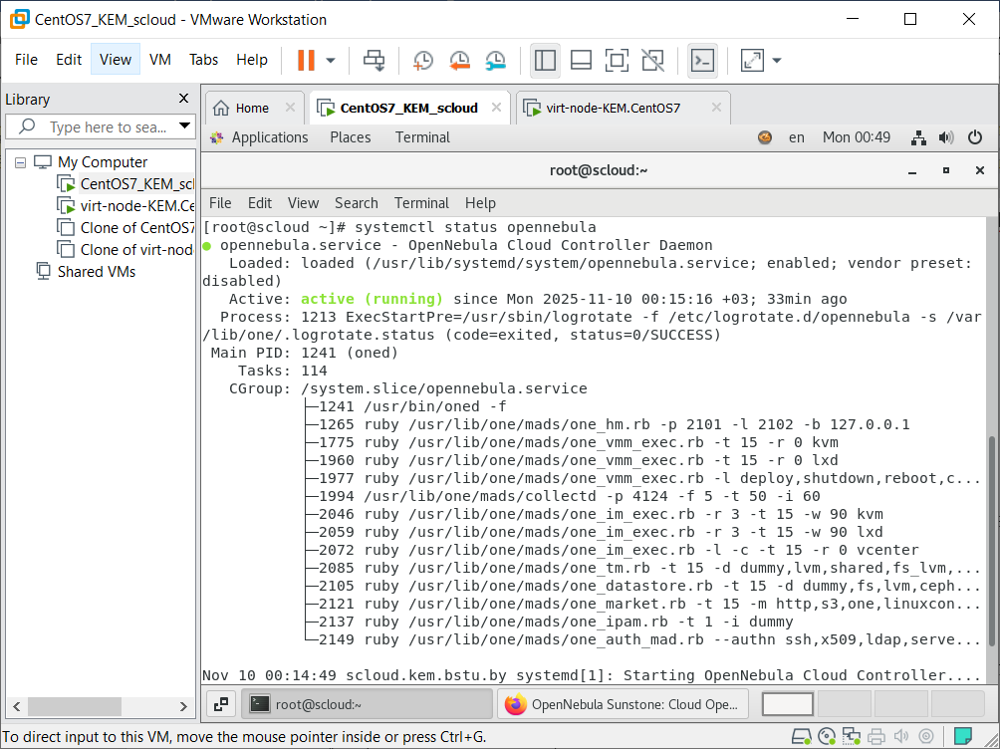 CentOS7_KEM_scloud - VMware Workstation
File Edit View VM Tabs Help
Library
Type here to sea...
My Computer
CentOS7_KEM_scl
virt-node-KEM.Ce
Clone of CentOS7
Clone of virt-nod
Shared VMs
Home
CentOS7_KEM_scloud
virt-node-KEM.CentOS7
Applications Places Terminal en Mon 00:49
root@scloud:~
File Edit View Search Terminal Help
[root@scloud ~]# systemctl status opennebula
● opennebula.service - OpenNebula Cloud Controller Daemon
Loaded: loaded (/usr/lib/systemd/system/opennebula.service; enabled; vendor preset:
disabled)
Active: active (running) since Mon 2025-11-10 00:15:16 +03; 33min ago
Process: 1213 ExecStartPre=/usr/sbin/logrotate -f /etc/logrotate.d/opennebula -s /var
/lib/one/.logrotate.status (code=exited, status=0/SUCCESS)
Main PID: 1241 (oned)
Tasks: 114
CGroup: /system.slice/opennebula.service
├─1241 /usr/bin/oned -f
├─1265 ruby /usr/lib/one/mads/one_hm.rb -p 2101 -l 2102 -b 127.0.0.1
├─1775 ruby /usr/lib/one/mads/one_vmm_exec.rb -t 15 -r 0 kvm
├─1960 ruby /usr/lib/one/mads/one_vmm_exec.rb -t 15 -r 0 lxd
├─1977 ruby /usr/lib/one/mads/one_vmm_exec.rb -l deploy,shutdown,reboot,c...
├─1994 /usr/lib/one/mads/collectd -p 4124 -f 5 -t 50 -i 60
├─2046 ruby /usr/lib/one/mads/one_im_exec.rb -r 3 -t 15 -w 90 kvm
├─2059 ruby /usr/lib/one/mads/one_im_exec.rb -r 3 -t 15 -w 90 lxd
├─2072 ruby /usr/lib/one/mads/one_im_exec.rb -l -c -t 15 -r 0 vcenter
├─2085 ruby /usr/lib/one/mads/one_tm.rb -t 15 -d dummy,lvm,shared,fs_lvm,...
├─2105 ruby /usr/lib/one/mads/one_datastore.rb -t 15 -d dummy,fs,lvm,ceph...
├─2121 ruby /usr/lib/one/mads/one_market.rb -t 15 -m http,s3,one,linuxcon...
├─2137 ruby /usr/lib/one/mads/one_ipam.rb -t 1 -i dummy
└─2149 ruby /usr/lib/one/mads/one_auth_mad.rb --authn ssh,x509,ldap,serve...
Nov 10 00:14:49 scloud.kem.bstu.by systemd[1]: Starting OpenNebula Cloud Controller....
root@scloud:~
OpenNebula Sunstone: Cloud Ope...
To direct input to this VM, move the mouse pointer inside or press Ctrl+G.